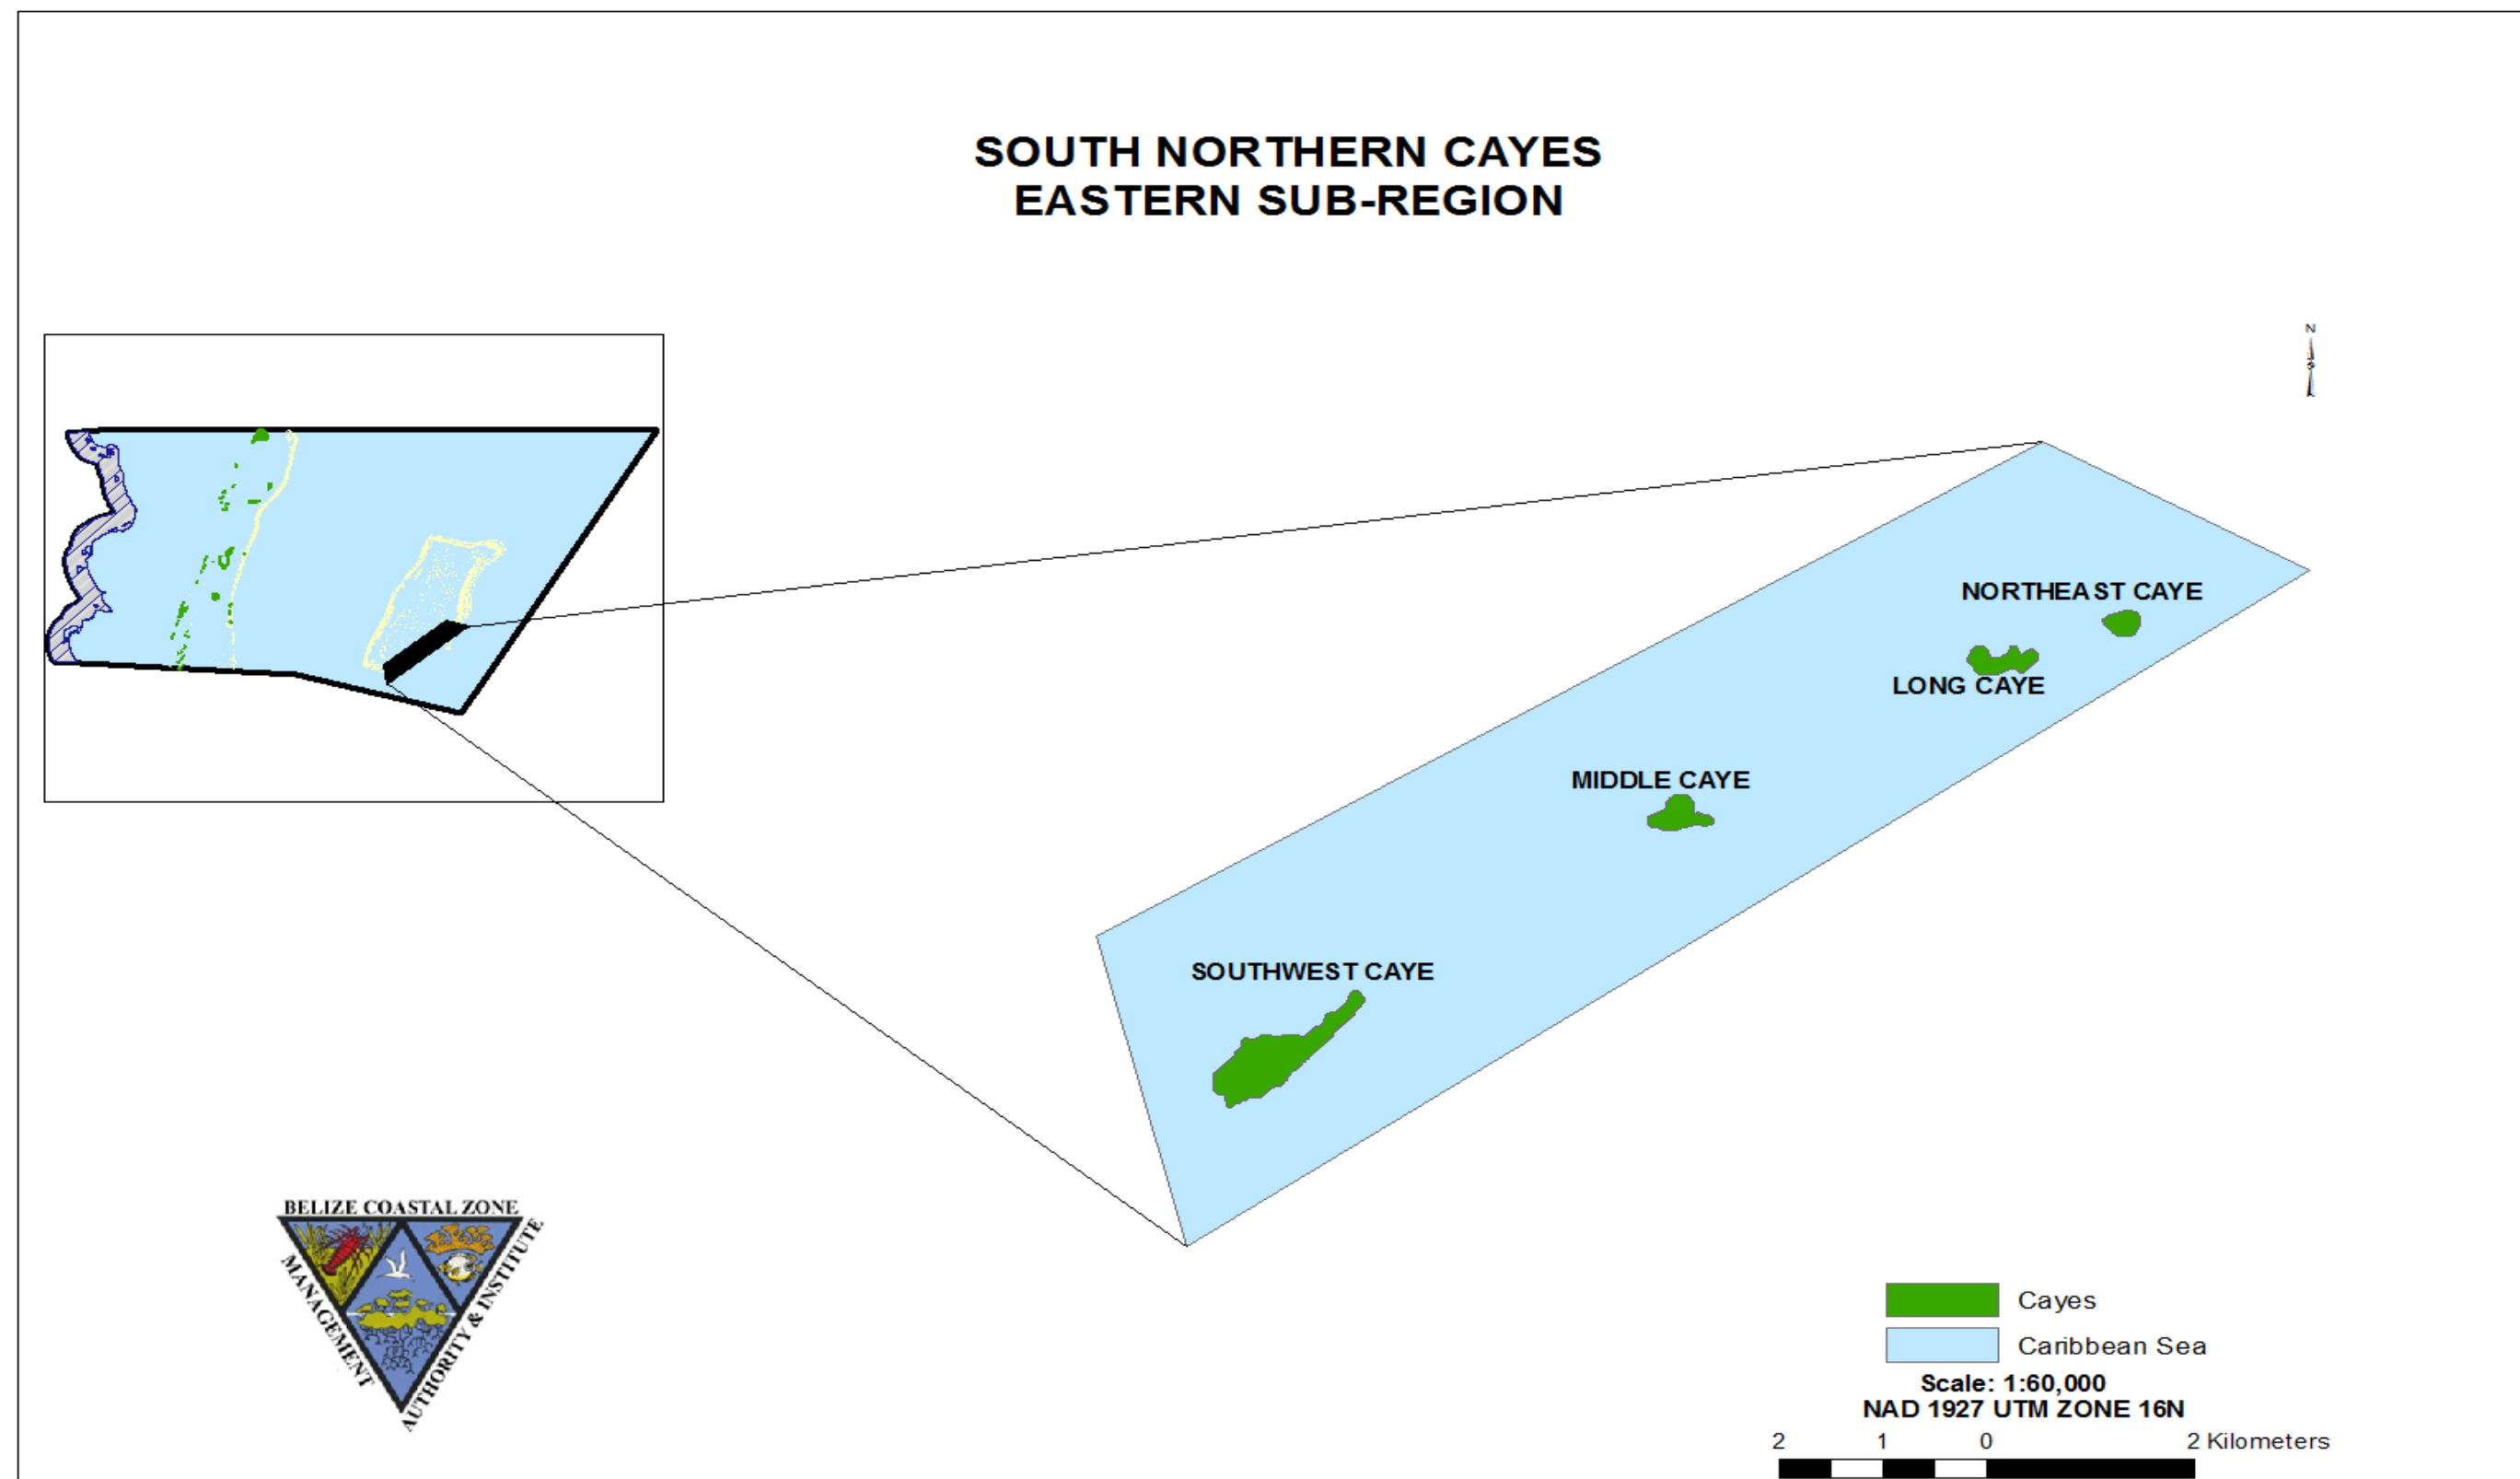 SOUTH NORTHERN CAYES
EASTERN SUB-REGION
N
NORTHEAST CAYE
LONG CAYE
MIDDLE CAYE
SOUTHWEST CAYE
BELIZE COASTAL ZONE
MANAGEMENT
AUTHORITY & INSTITUTE
Cayes
Caribbean Sea
Scale: 1:60,000
NAD 1927 UTM ZONE 16N
2 1 0 2 Kilometers